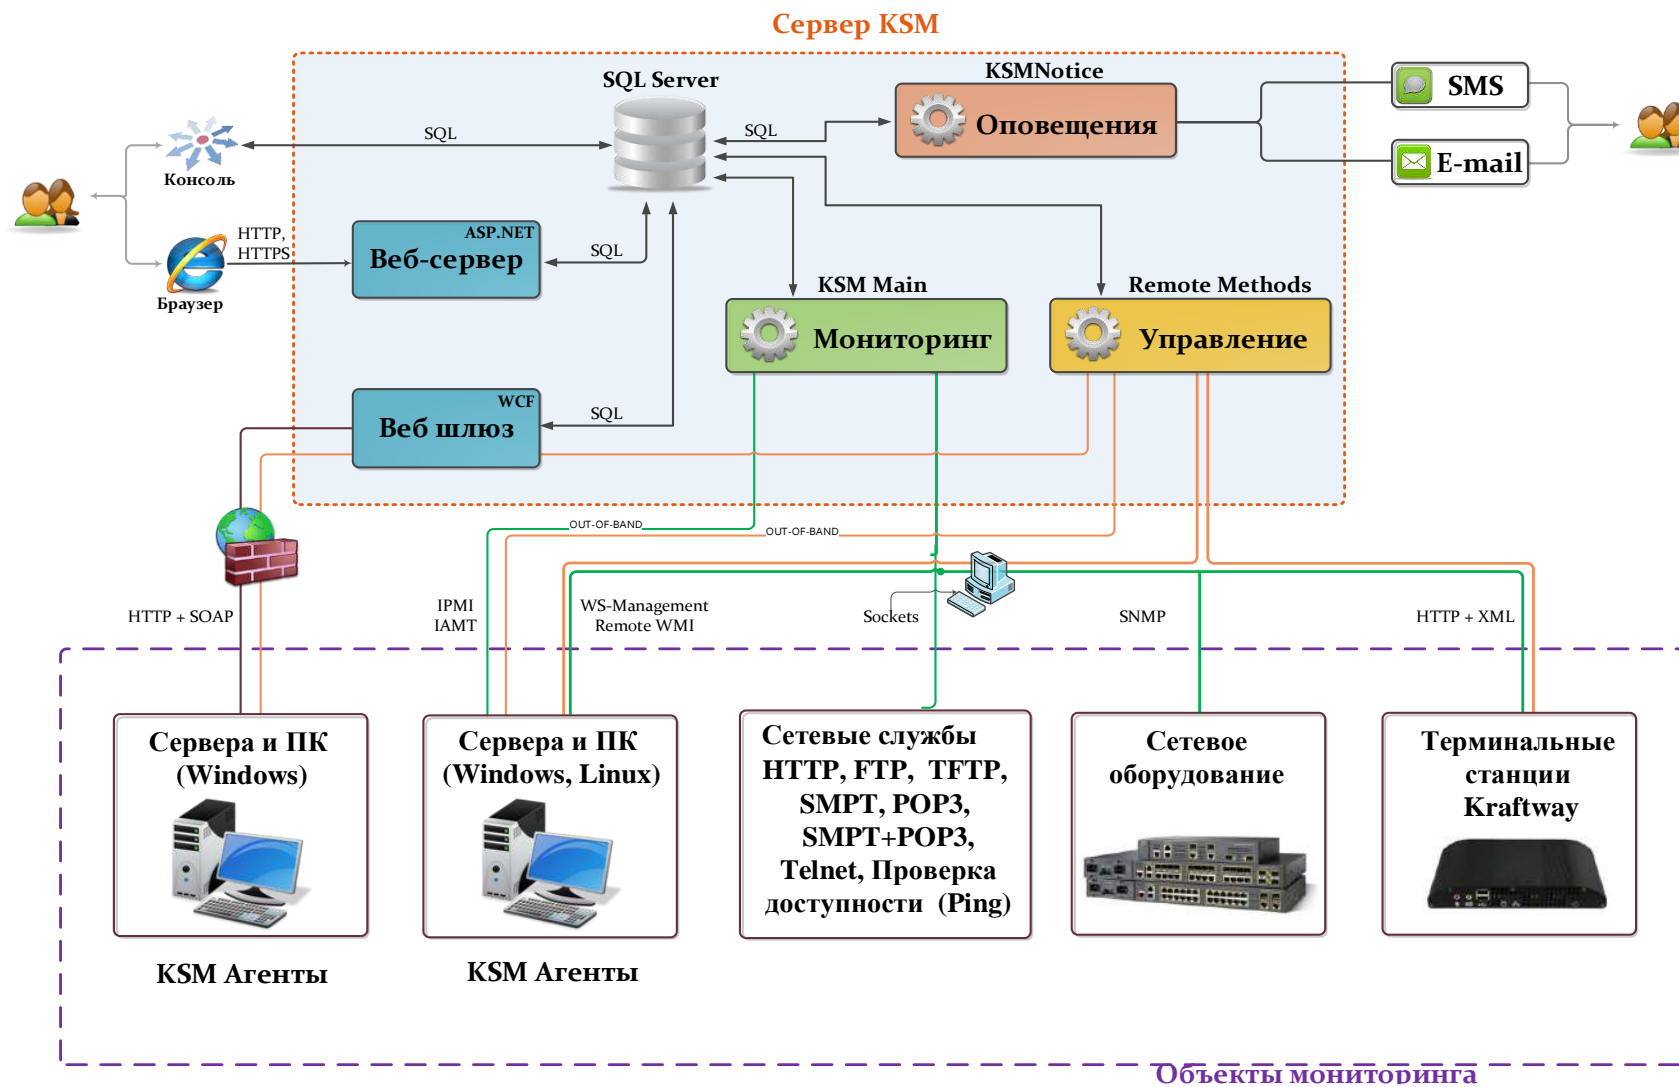 Сервер KSM
SQL Server
KSMNotice
Оповещения
SMS
E-mail
SQL
SQL
Консоль
HTTP,
HTTPS
Браузер
ASP.NET
Веб-сервер
SQL
KSM Main
Мониторинг
Remote Methods
Управление
WCF
Веб шлюз
SQL
OUT-OF-BAND
OUT-OF-BAND
HTTP + SOAP
IPMI
IAMT
WS-Management
Remote WMI
Sockets
SNMP
HTTP + XML
Сервера и ПК
(Windows)
KSM Агенты
Сервера и ПК
(Windows, Linux)
KSM Агенты
Сетевые службы
HTTP, FTP, TFTP,
SMPT, POP3,
SMPT+POP3,
Telnet, Проверка
доступности (Ping)
Сетевое
оборудование
Терминальные
станции
Kraftway
Объекты мониторинга